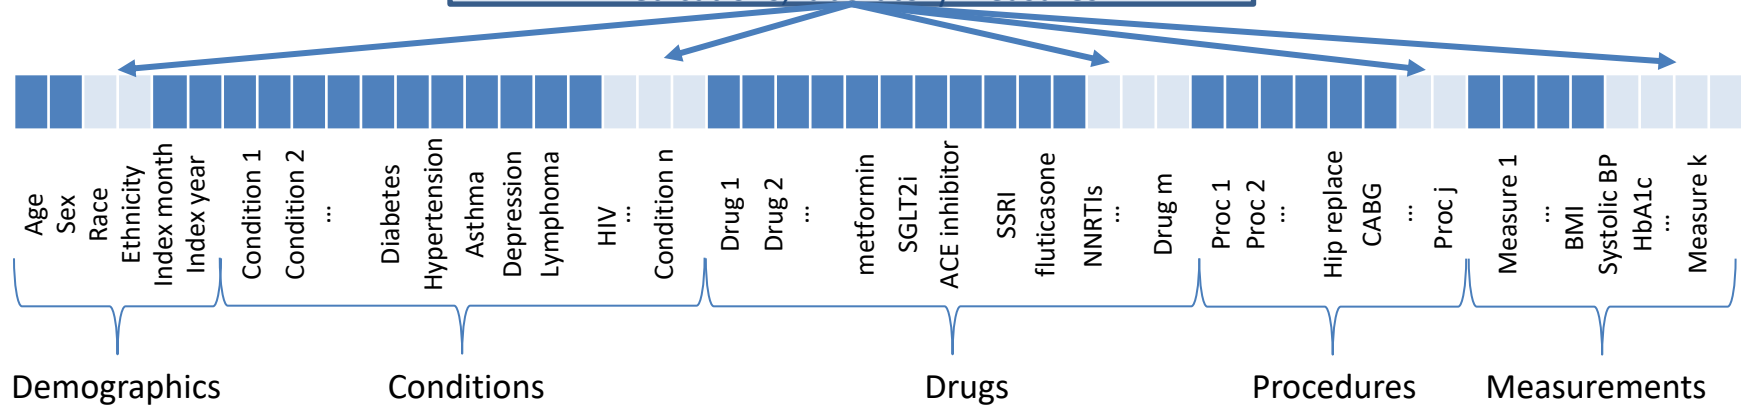 Age
Sex
Race
Ethnicity
Index month
Index year
Condition 1
Condition 2
...
Diabetes
Hypertension
Asthma
Depression
Lymphoma
HIV
...
Condition n
Drug 1
Drug 2
...
metformin
SGLT2i
ACE inhibitor
SSRI
fluticasone
NNRTIs
...
Drug m
Proc 1
Proc 2
...
Hip replace
CABG
...
Proc j
Measure 1
...
BMI
Systolic BP
HbA1c
...
Measure k
Demographics
Conditions
Drugs
Procedures
Measurements